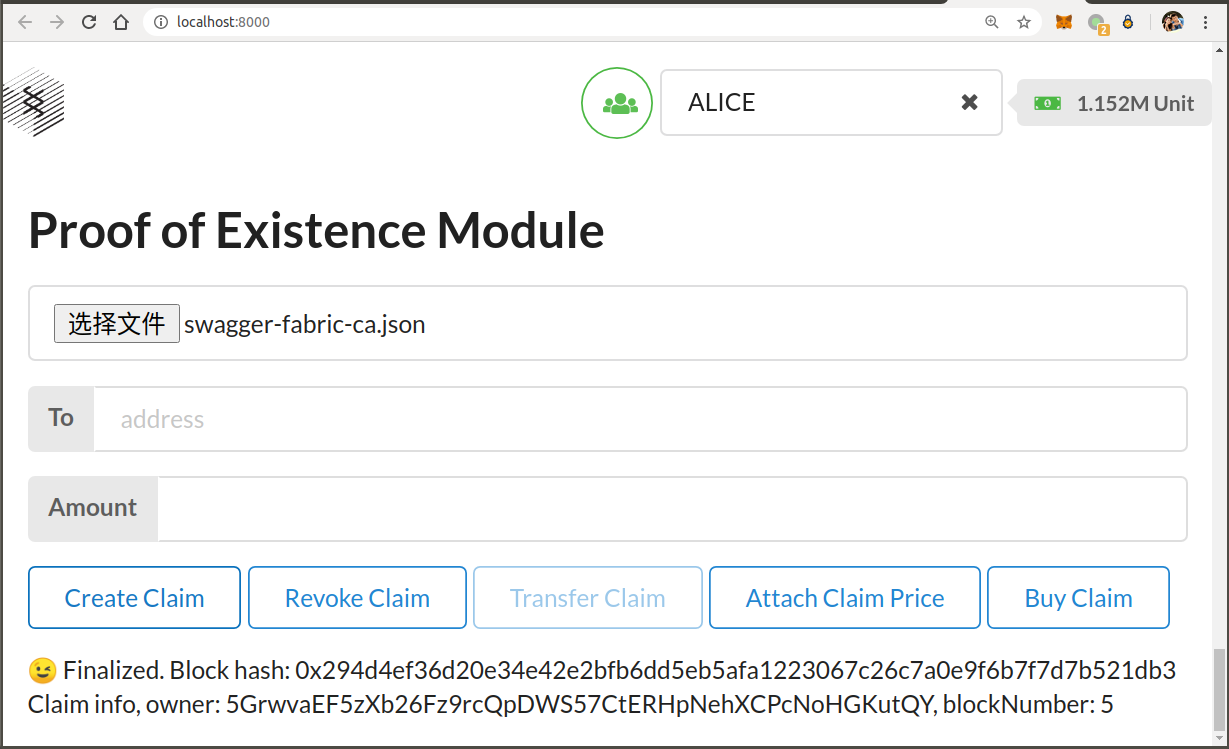 localhost:8000
2
ALICE
1.152M Unit
Proof of Existence Module
选择文件 swagger-fabric-ca.json
To address
Amount
Create Claim Revoke Claim Transfer Claim Attach Claim Price Buy Claim
😉 Finalized. Block hash: 0x294d4ef36d20e34e42e2bfb6dd5eb5afa1223067c26c7a0e9f6b7f7d7b521db3
Claim info, owner: 5GrwvaEF5zXb26Fz9rcQpDWS57CtERHpNehXCPcNoHGKutQY, blockNumber: 5